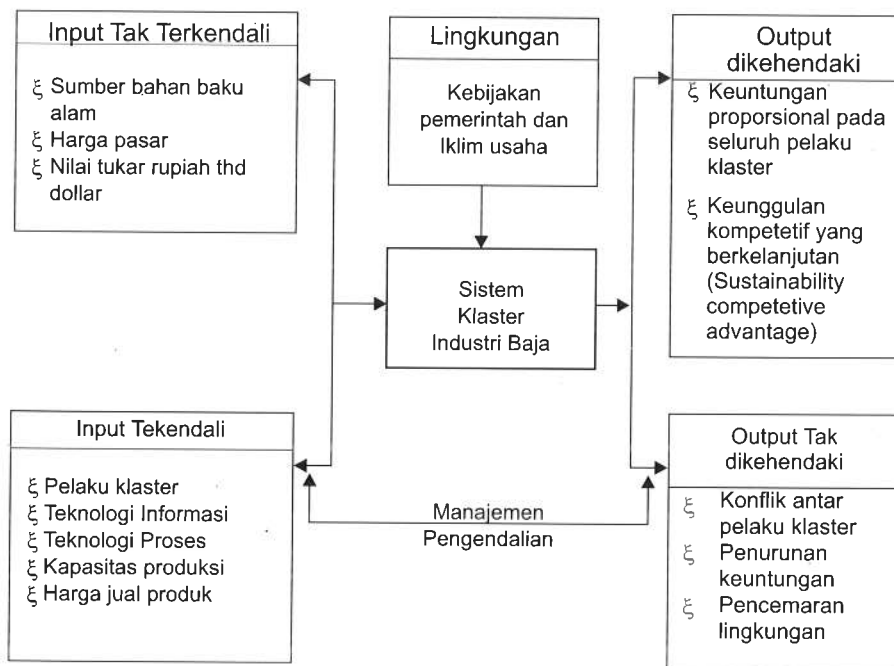 Input Tak Terkendali
ξ Sumber bahan baku
alam
ξ Harga pasar
ξ Nilai tukar rupiah thd
dollar
Lingkungan
Kebijakan
pemerintah dan
Iklim usaha
Output
dikehendaki
ξ Keuntungan
proporsional pada
seluruh pelaku
klaster
ξ Keunggulan
kompetetif yang
berkelanjutan
(Sustainability
competetive
advantage)
Sistem
Klaster
Industri Baja
Input Tekendali
ξ Pelaku klaster
ξ Teknologi Informasi
ξ Teknologi Proses
ξ Kapasitas produksi
ξ Harga jual produk
Manajemen
Pengendalian
Output Tak
dikehendaki
ξ Konflik antar
pelaku klaster
ξ Penurunan
keuntungan
ξ Pencemaran
lingkungan